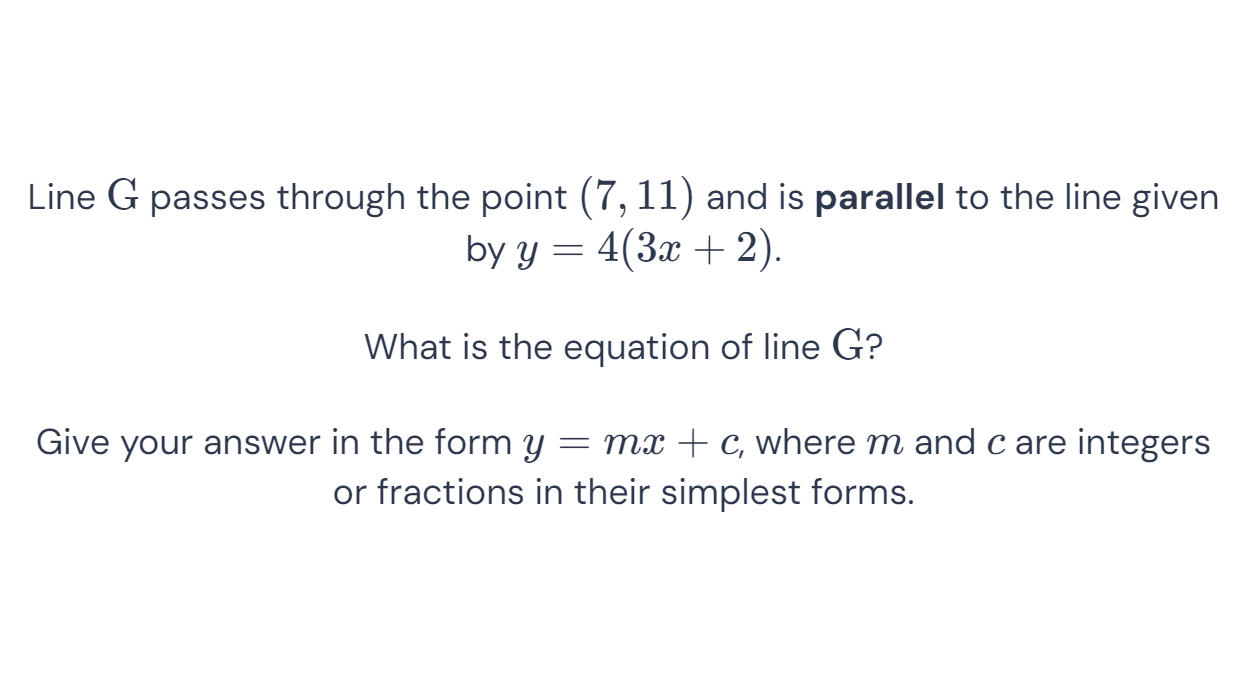 Line G passes through the point (7, 11) and is parallel to the line given
by y = 4(3x + 2).
What is the equation of line G?
Give your answer in the form y = mx + c, where m and c are integers
or fractions in their simplest forms.